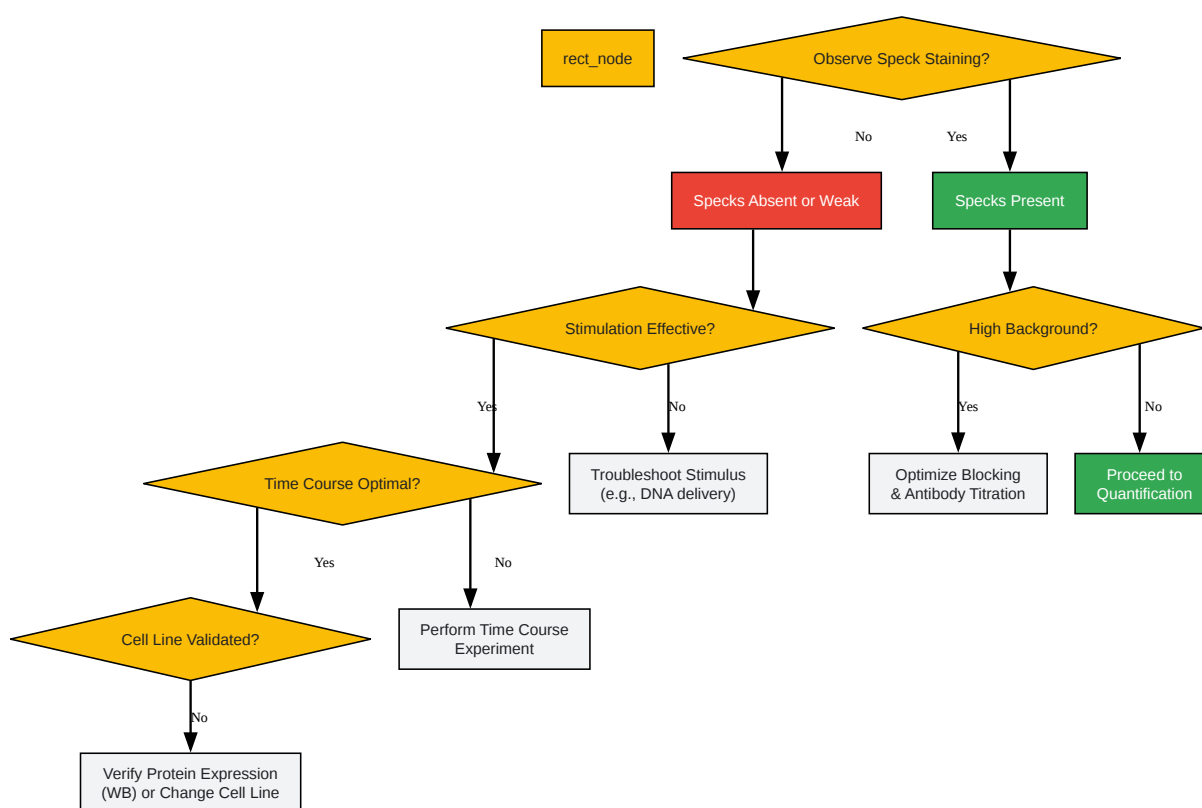 rect_node
Observe Speck Staining?
No
Yes
Specks Absent or Weak
Specks Present
Stimulation Effective?
High Background?
Yes
No
Yes
No
Time Course Optimal?
Troubleshoot Stimulus
(e.g., DNA delivery)
Optimize Blocking
& Antibody Titration
Proceed to
Quantification
Yes
No
Cell Line Validated?
Perform Time Course
Experiment
No
Verify Protein Expression
(WB) or Change Cell Line